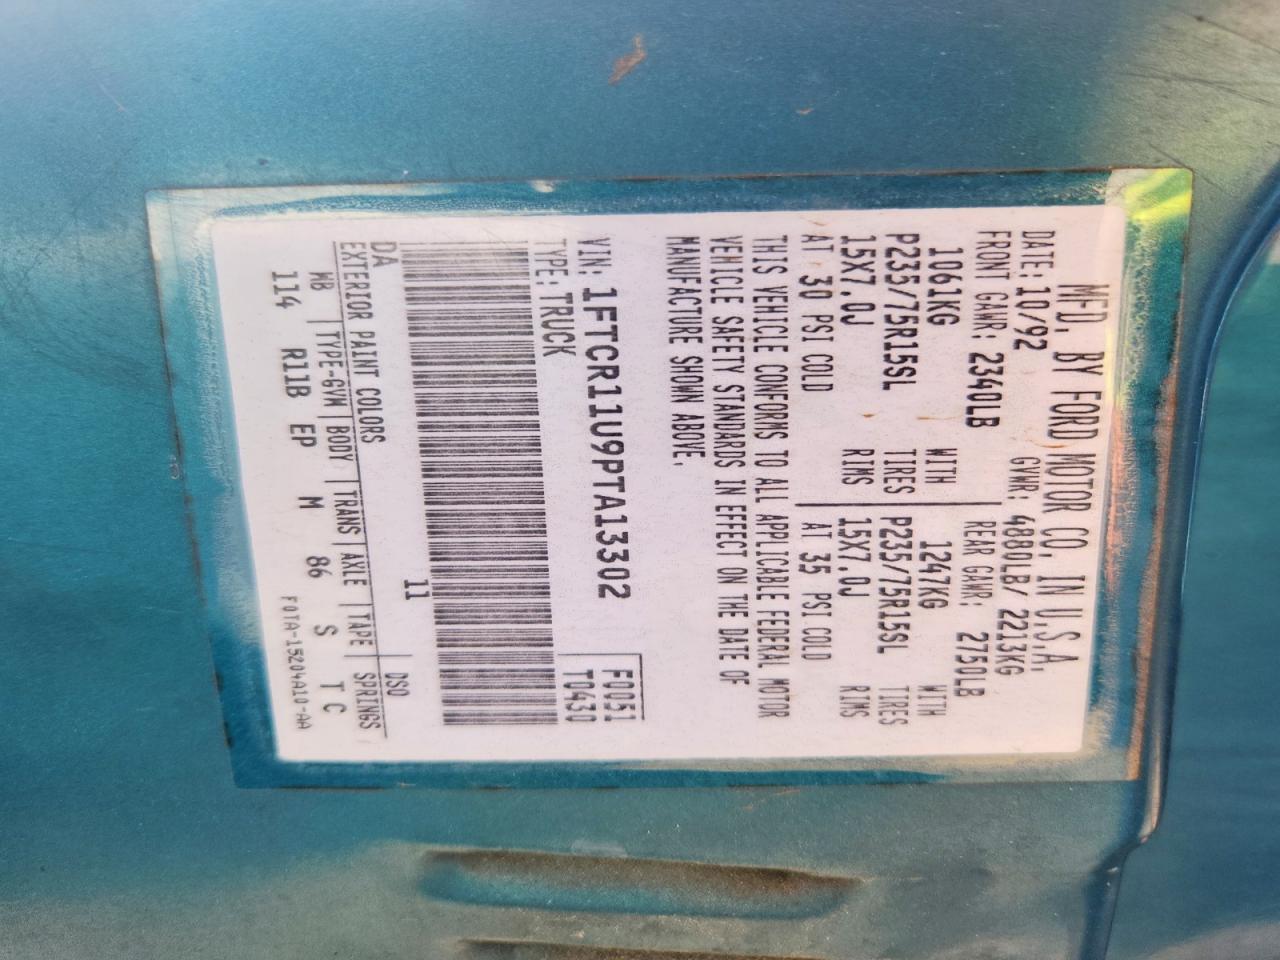 MFD. BY FORD MOTOR CO. IN U.S.A.
DATE: 10/92 GVWR: 4880LB/ 2213KG
FRONT GAWR: 2340LB REAR GAWR: 2750LB
1061KG WITH 1247KG WITH
P235/75R15SL TIRES P235/75R15SL TIRES
15X7.0J RIMS 15X7.0J RIMS
AT 30 PSI COLD AT 35 PSI COLD
THIS VEHICLE CONFORMS TO ALL APPLICABLE FEDERAL MOTOR
VEHICLE SAFETY STANDARDS IN EFFECT ON THE DATE OF
MANUFACTURE SHOWN ABOVE.
VIN: 1FTCR11U9PTA13302 F0051
TYPE: TRUCK T0430
11
DA
EXTERIOR PAINT COLORS DSO
WB TYPE-GVM BODY TRANS AXLE TAPE SPRINGS
114 R11B EP M 86 S T C
F0TA-15204A10-AA